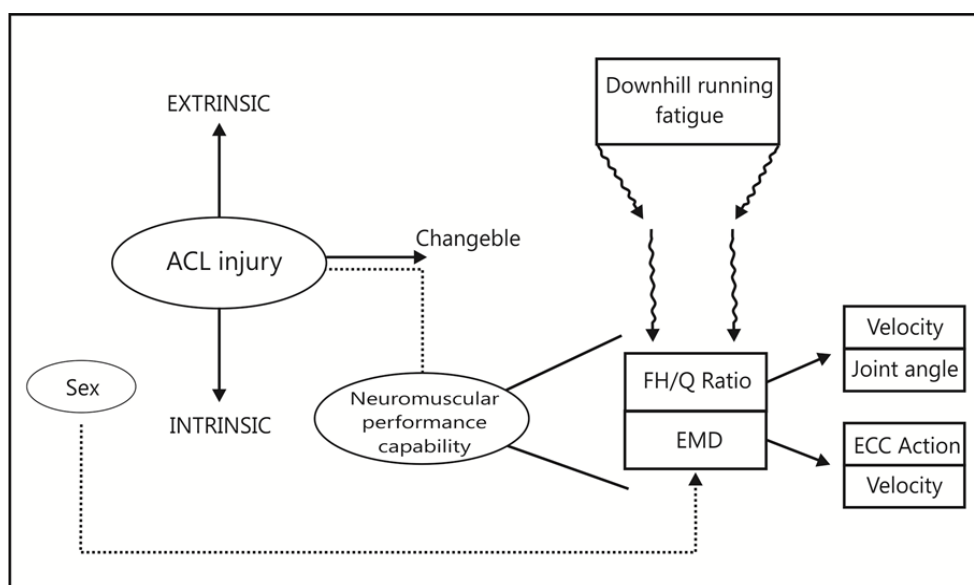 Downhill running
fatigue
EXTRINSIC
Changeble
ACL injury
Velocity
Joint angle
Sex
FH/Q Ratio
Neuromuscular
performance
capability
INTRINSIC
EMD
ECC Action
Velocity